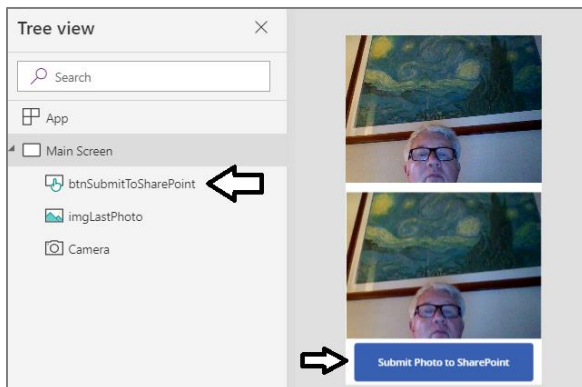 Tree view
Search
App
Main Screen
btnSubmitToSharePoint
imgLastPhoto
Camera
Submit Photo to SharePoint